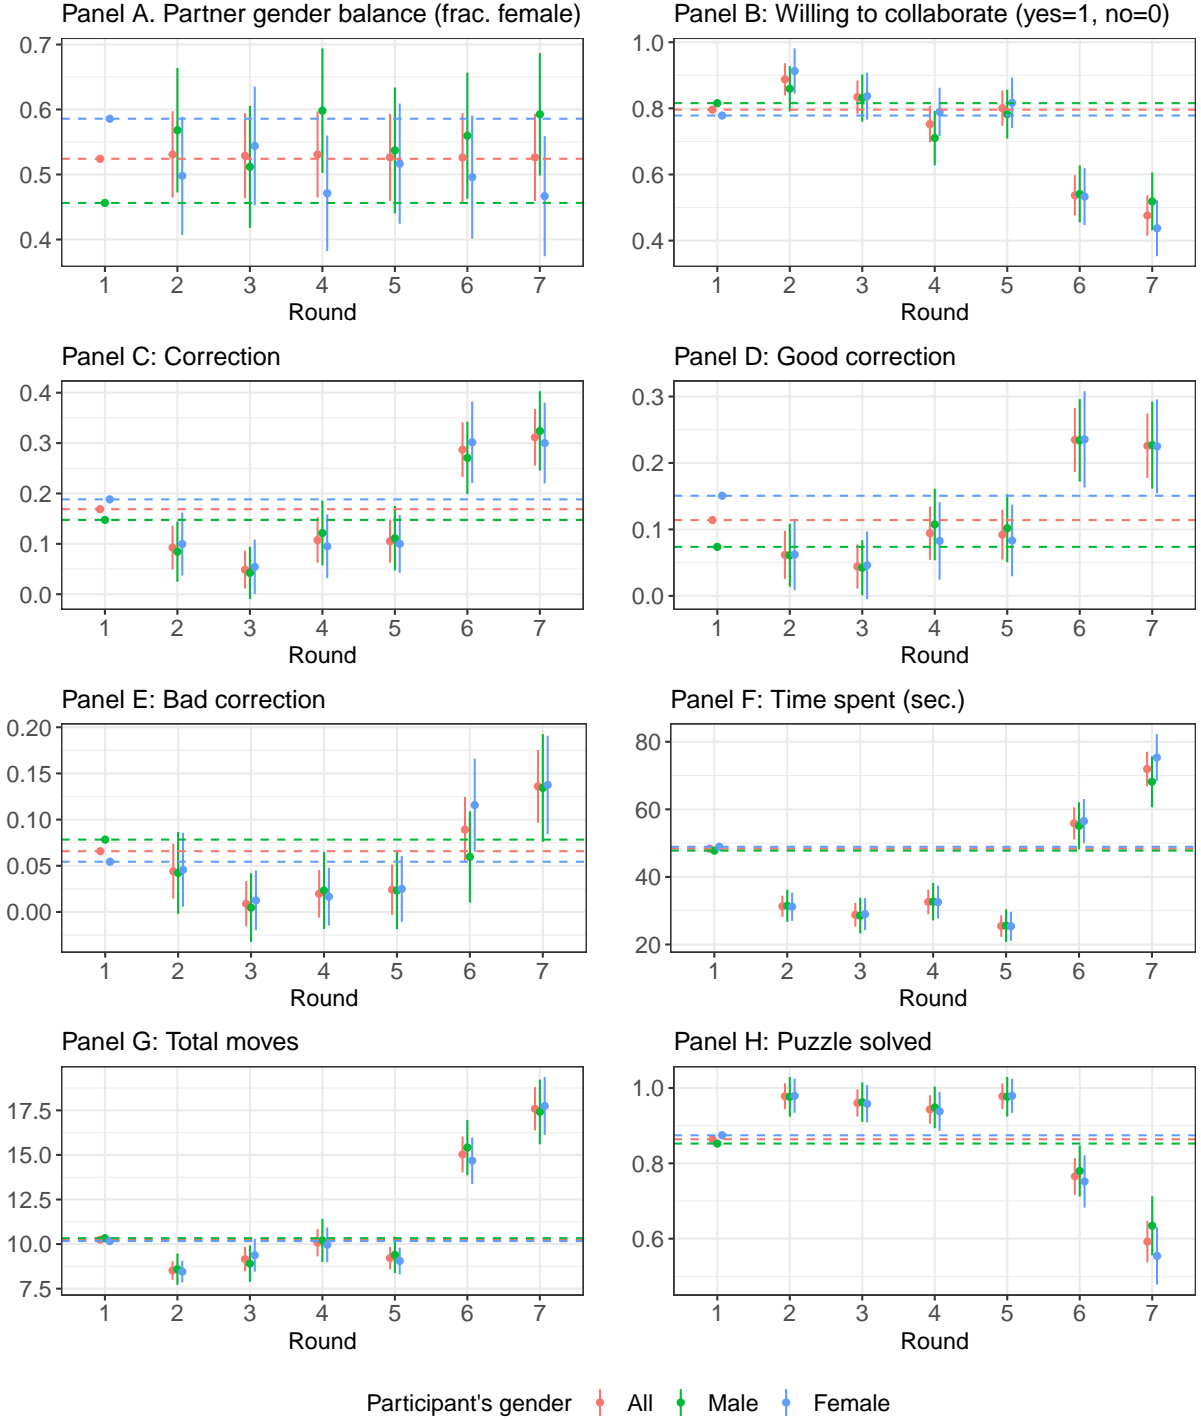 Panel A. Partner gender balance (frac. female)
0.7
0.6
0.5
0.4
1 2 3 4 5 6 7
Round
Panel B: Willing to collaborate (yes=1, no=0)
1.0
0.8
0.6
0.4
1 2 3 4 5 6 7
Round
Panel C: Correction
0.4
0.3
0.2
0.1
0.0
1 2 3 4 5 6 7
Round
Panel D: Good correction
0.3
0.2
0.1
0.0
1 2 3 4 5 6 7
Round
Panel E: Bad correction
0.20
0.15
0.10
0.05
0.00
1 2 3 4 5 6 7
Round
Panel F: Time spent (sec.)
80
60
40
20
1 2 3 4 5 6 7
Round
Panel G: Total moves
17.5
15.0
12.5
10.0
7.5
1 2 3 4 5 6 7
Round
Panel H: Puzzle solved
1.0
0.8
0.6
1 2 3 4 5 6 7
Round
Participant's gender All Male Female